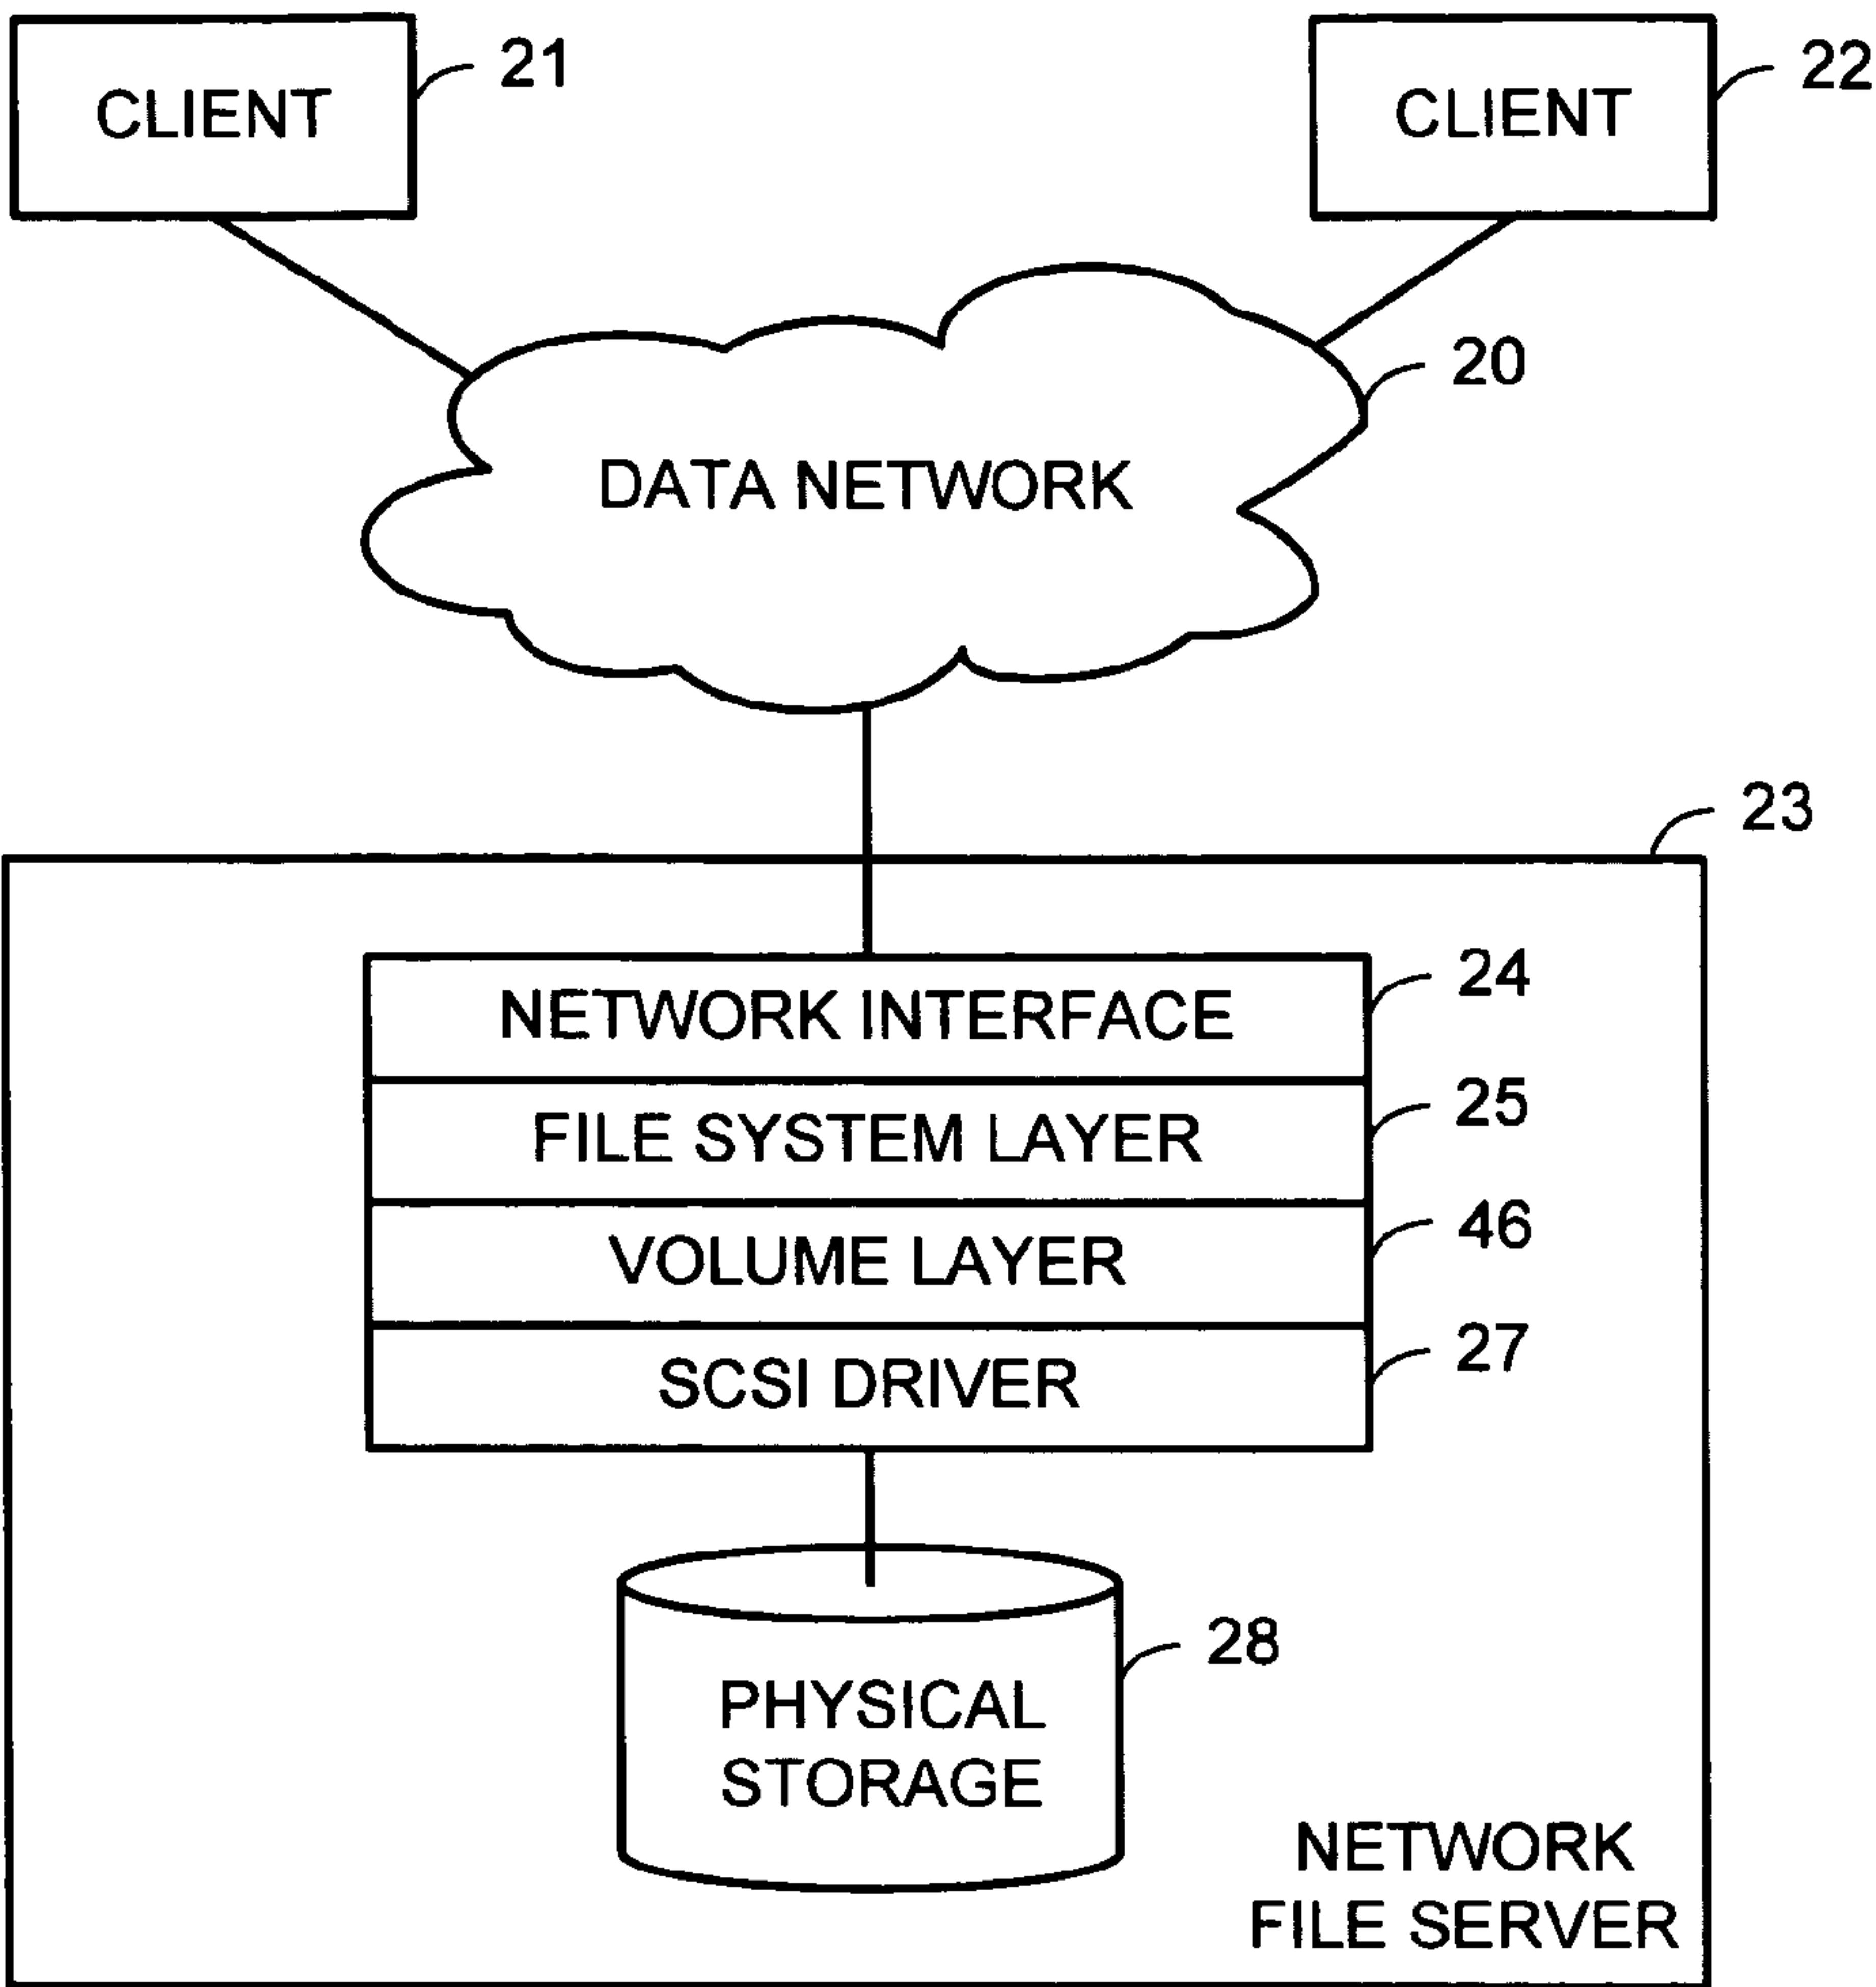 21
CLIENT
22
CLIENT
20
DATA NETWORK
23
24
NETWORK INTERFACE
25
FILE SYSTEM LAYER
46
VOLUME LAYER
27
SCSI DRIVER
28
PHYSICAL
STORAGE
NETWORK
FILE SERVER